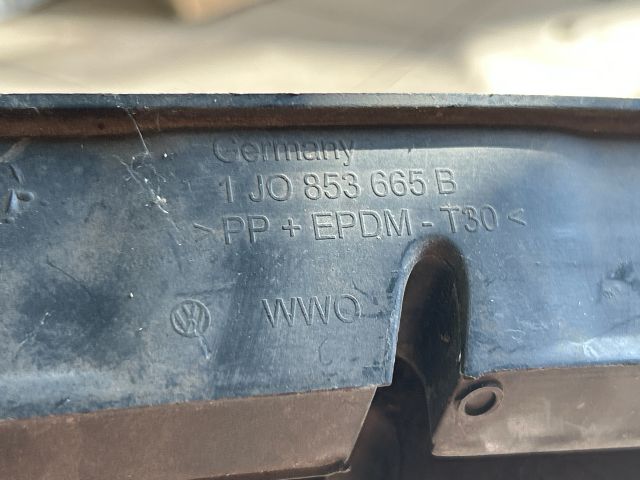 Germany
1 JO 853 665 B
> PP + EPDM - T30 <
WWO